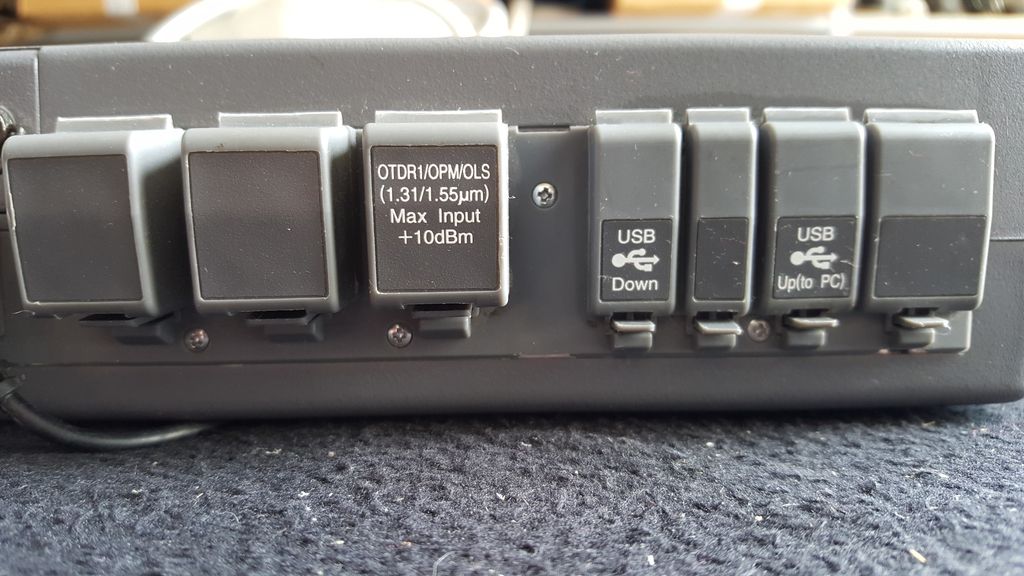 OTDR1/OPM/OLS
(1.31/1.55µm)
Max Input
+10dBm
USB
Down
USB
Up(to PC)